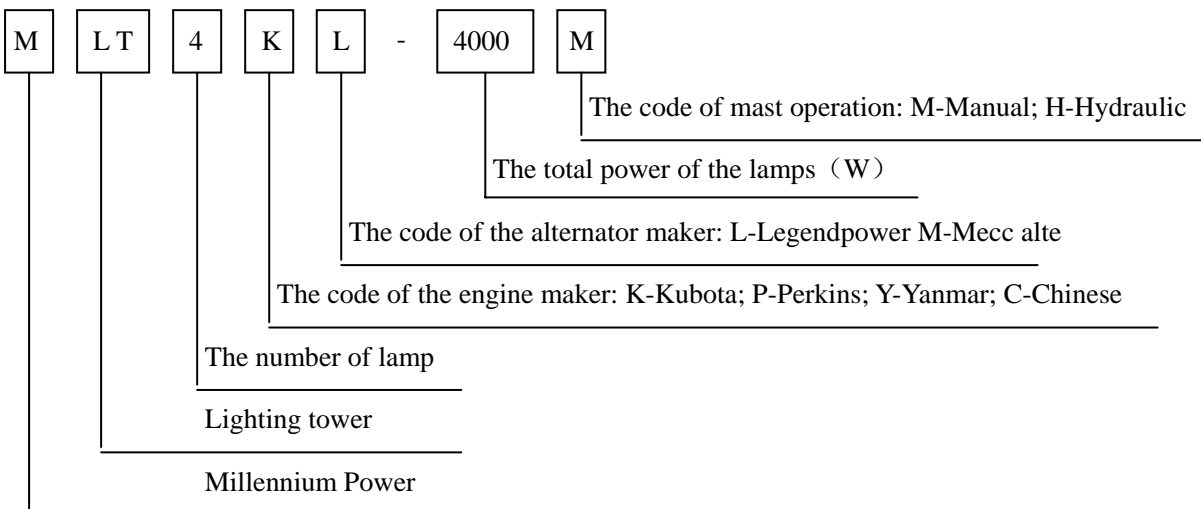 M LT 4 K L - 4000 M
The code of mast operation: M-Manual; H-Hydraulic
The total power of the lamps（W）
The code of the alternator maker: L-Legendpower M-Mecc alte
The code of the engine maker: K-Kubota; P-Perkins; Y-Yanmar; C-Chinese
The number of lamp
Lighting tower
Millennium Power